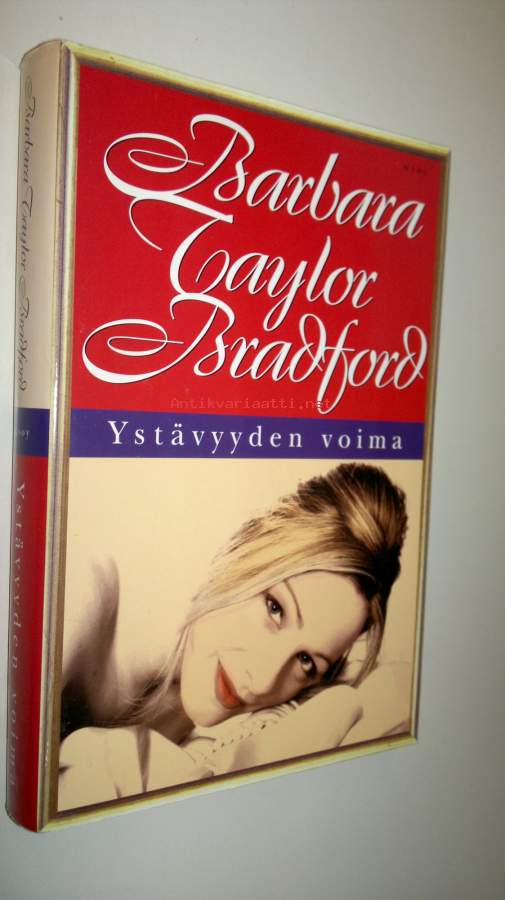 Barbara
Taylor
Bradford
Ystävyyden voima
Antikvariaatti.net
Barbara Taylor Bradford
Ystävyyden voima